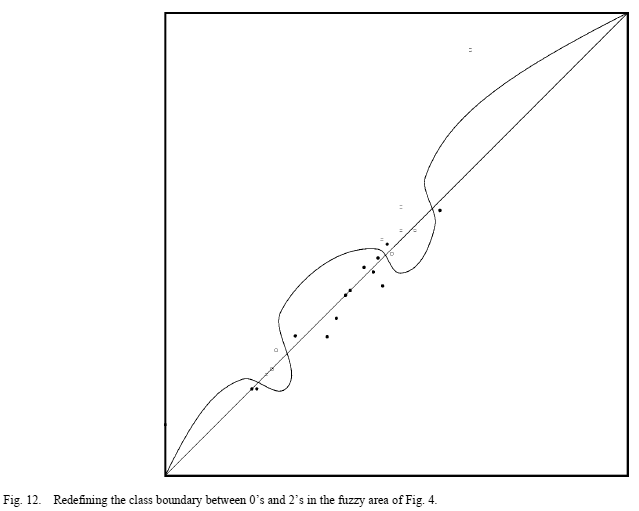 Fig. 12. Redefining the class boundary between 0's and 2's in the fuzzy area of Fig. 4.